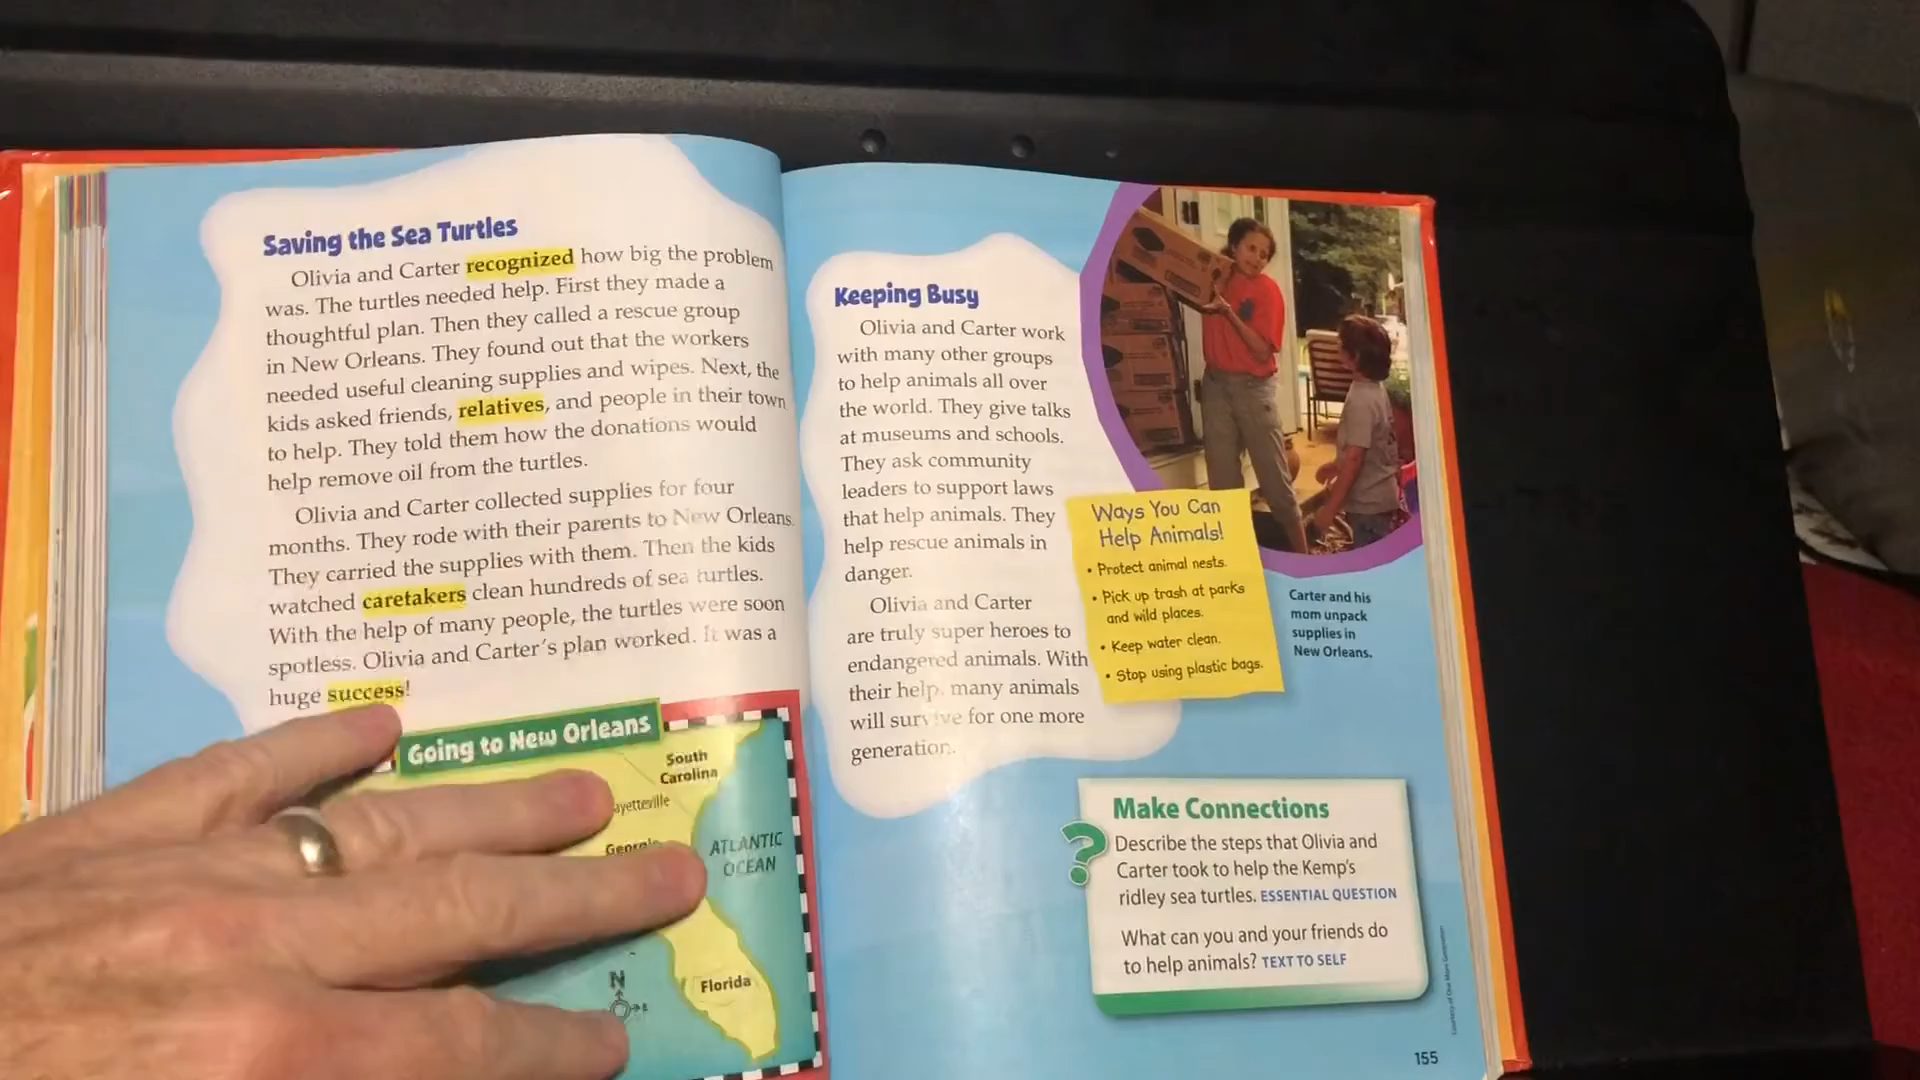 Saving the Sea Turtles
Olivia and Carter recognized how big the problem
was. The turtles needed help. First they made a
thoughtful plan. Then they called a rescue group
in New Orleans. They found out that the workers
needed useful cleaning supplies and wipes. Next, the
kids asked friends, relatives, and people in their town
to help. They told them how the donations would
help remove oil from the turtles.
Olivia and Carter collected supplies for four
months. They rode with their parents to New Orleans.
They carried the supplies with them. Then the kids
watched caretakers clean hundreds of sea turtles.
With the help of many people, the turtles were soon
spotless. Olivia and Carter's plan worked. It was a
huge success!
Going to New Orleans
South
Carolina
ayetteville
Georgia
ATLANTIC
OCEAN
N
E
Florida
Keeping Busy
Olivia and Carter work
with many other groups
to help animals all over
the world. They give talks
at museums and schools.
They ask community
leaders to support laws
that help animals. They
help rescue animals in
danger.
Olivia and Carter
are truly super heroes to
endangered animals. With
their help, many animals
will survive for one more
generation.
Ways You Can
Help Animals!
• Protect animal nests.
• Pick up trash at parks
and wild places.
• Keep water clean.
• Stop using plastic bags.
Carter and his
mom unpack
supplies in
New Orleans.
?
Make Connections
Describe the steps that Olivia and
Carter took to help the Kemp's
ridley sea turtles. ESSENTIAL QUESTION
What can you and your friends do
to help animals? TEXT TO SELF
Courtesy of One More Generation
155